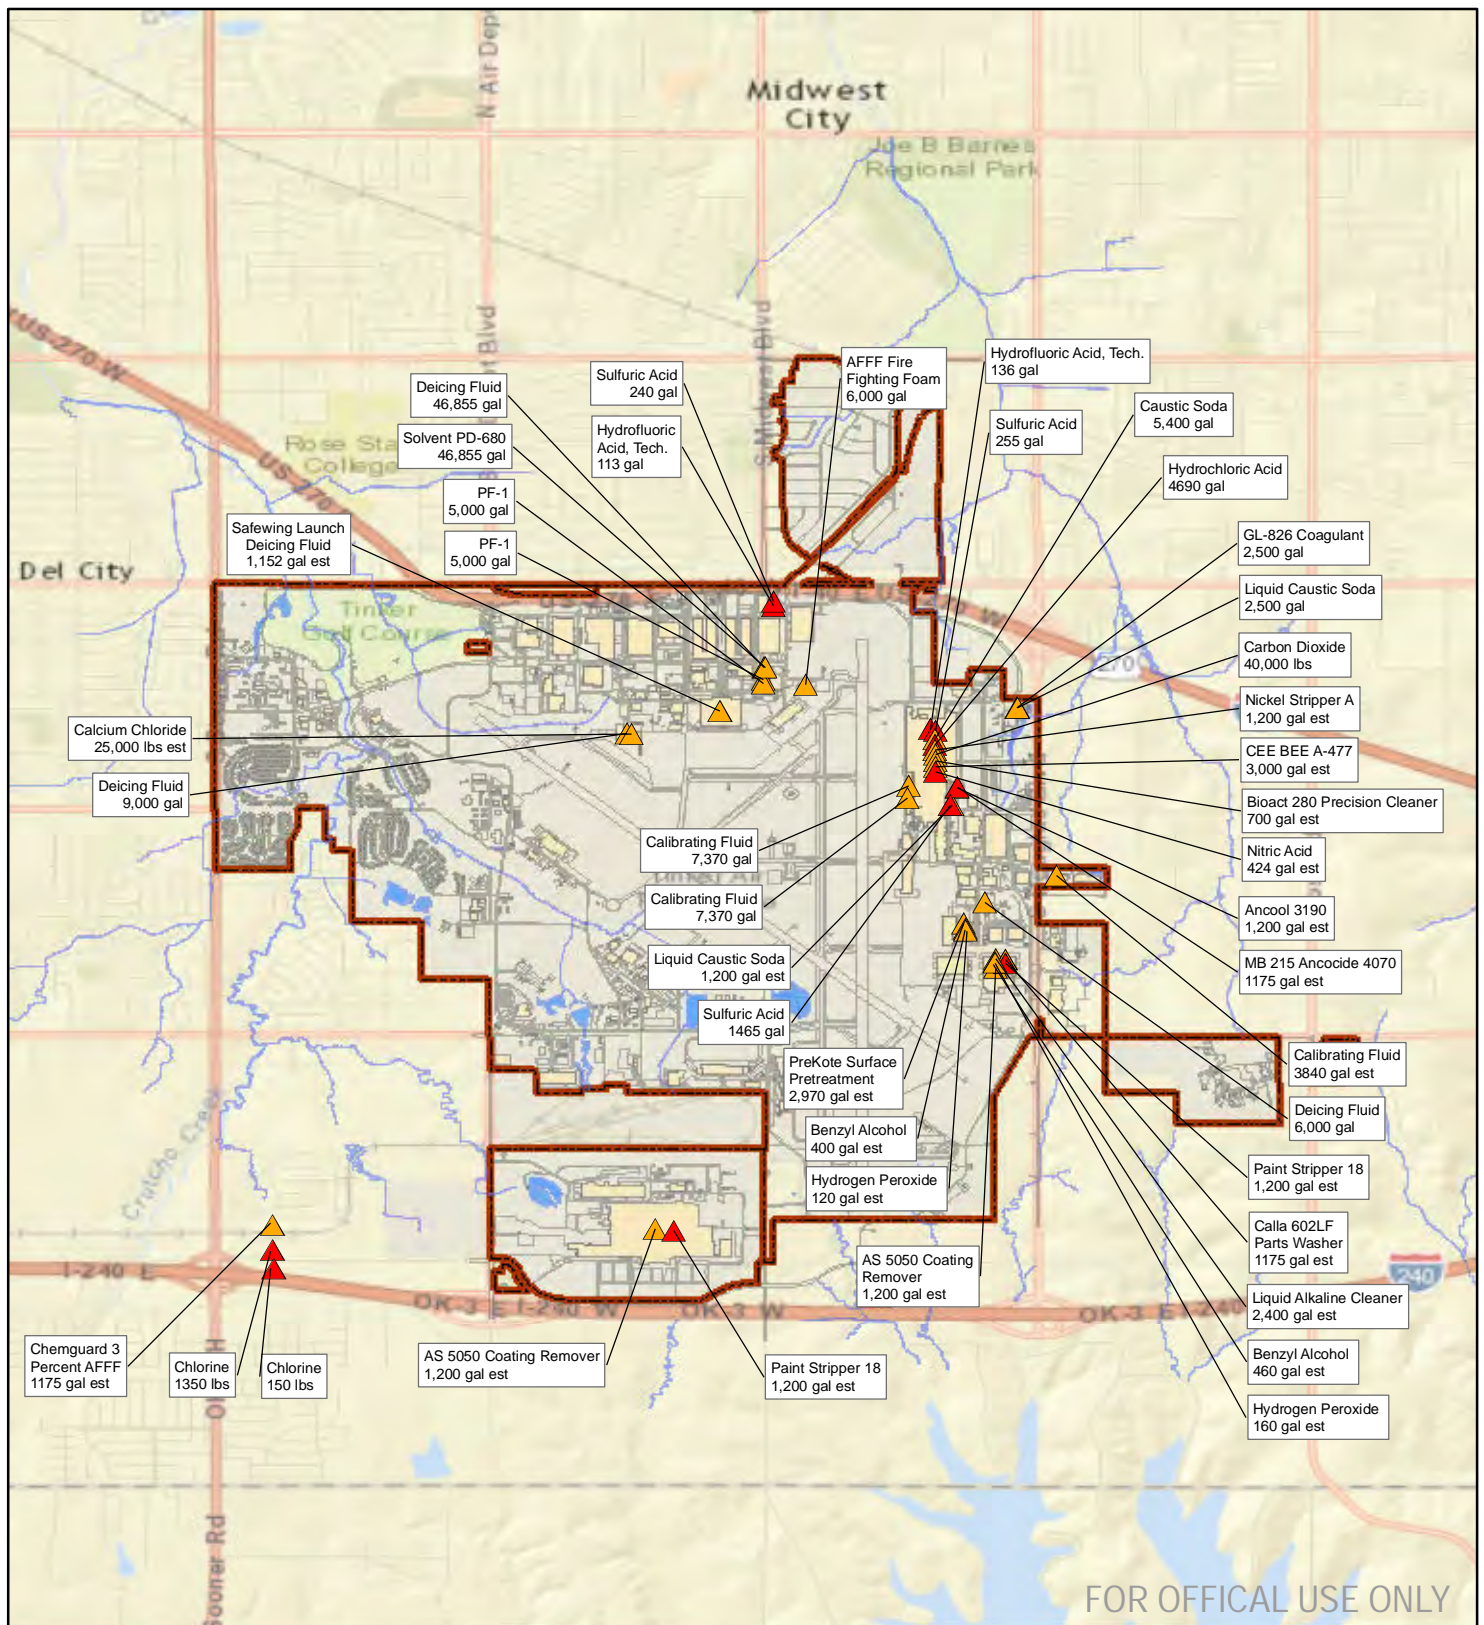 Midwest
City
Joe B Barnes
Regional Park
N Air Dep
US-270 W
S Midwest Blvd
t Blvd
Rose Sta
College
US-270
Del City
Tinker
Golf Course
Deicing Fluid
46,855 gal
Solvent PD-680
46,855 gal
PF-1
5,000 gal
PF-1
5,000 gal
Safewing Launch
Deicing Fluid
1,152 gal est
Sulfuric Acid
240 gal
Hydrofluoric
Acid, Tech.
113 gal
AFFF Fire
Fighting Foam
6,000 gal
Hydrofluoric Acid, Tech.
136 gal
Sulfuric Acid
255 gal
Caustic Soda
5,400 gal
Hydrochloric Acid
4690 gal
GL-826 Coagulant
2,500 gal
Liquid Caustic Soda
2,500 gal
Carbon Dioxide
40,000 lbs
270
Nickel Stripper A
1,200 gal est
CEE BEE A-477
3,000 gal est
Bioact 280 Precision Cleaner
700 gal est
Nitric Acid
424 gal est
Ancool 3190
1,200 gal est
MB 215 Ancocide 4070
1175 gal est
Calcium Chloride
25,000 lbs est
Deicing Fluid
9,000 gal
Calibrating Fluid
7,370 gal
Calibrating Fluid
7,370 gal
Liquid Caustic Soda
1,200 gal est
Sulfuric Acid
1465 gal
PreKote Surface
Pretreatment
2,970 gal est
Benzyl Alcohol
400 gal est
Hydrogen Peroxide
120 gal est
AS 5050 Coating
Remover
1,200 gal est
Calibrating Fluid
3840 gal est
Deicing Fluid
6,000 gal
Paint Stripper 18
1,200 gal est
Calla 602LF
Parts Washer
1175 gal est
Liquid Alkaline Cleaner
2,400 gal est
Benzyl Alcohol
460 gal est
Hydrogen Peroxide
160 gal est
Crutcho Creek
I-240 E
OK-3 E I-240 W
OK-3 W
OK-3 E I-240
240
Chemguard 3
Percent AFFF
1175 gal est
Chlorine
1350 lbs
Chlorine
150 lbs
AS 5050 Coating Remover
1,200 gal est
Paint Stripper 18
1,200 gal est
Sooner Rd
FOR OFFICAL USE ONLY